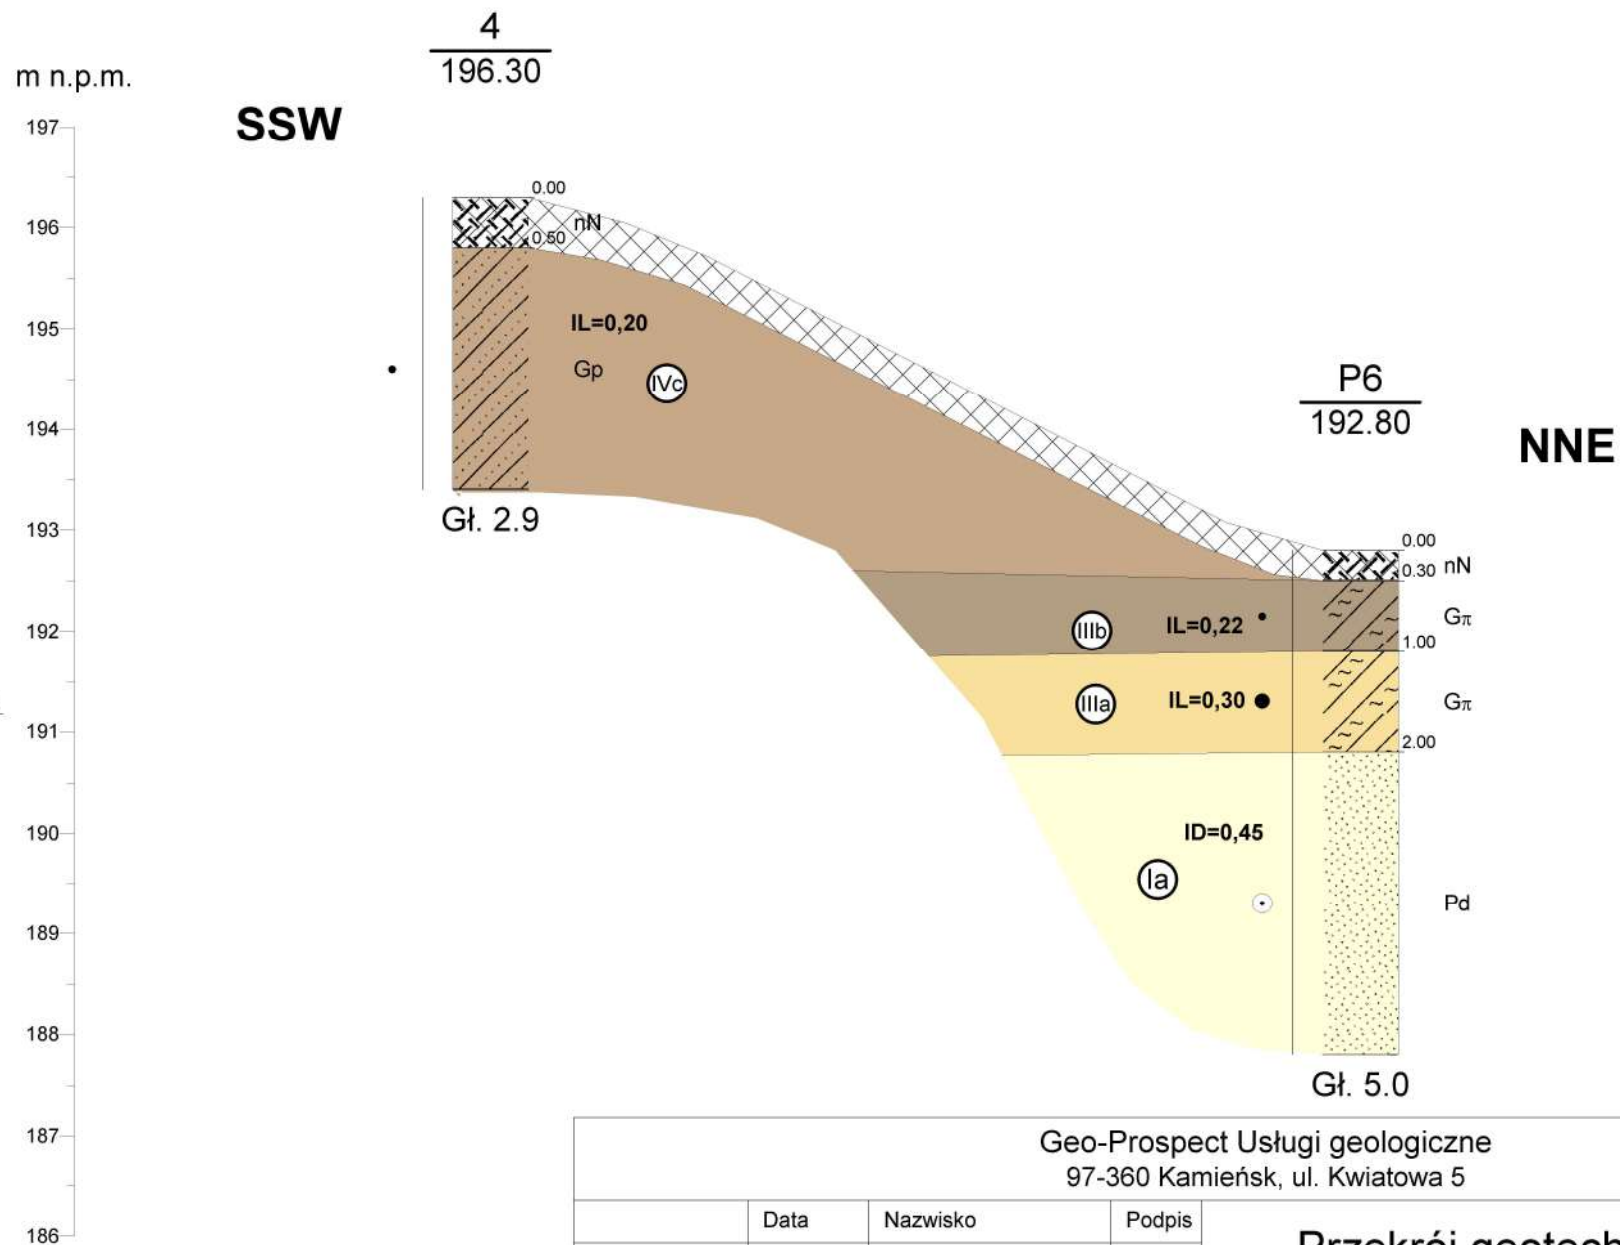 4
196.30
m n.p.m.
SSW
197
196
195
194
193
192
191
190
189
188
187
186
0.00
nN
0.50
IL=0,20
Gp
IVc
Gł. 2.9
P6
192.80
NNE
0.00
0.30 nN
Gπ
IIIb
IL=0,22
1.00
IIIa
IL=0,30
Gπ
2.00
ID=0,45
Ia
Pd
Gł. 5.0
Geo-Prospect Usługi geologiczne
97-360 Kamieńsk, ul. Kwiatowa 5
Data Nazwisko Podpis
Przekrój geotech